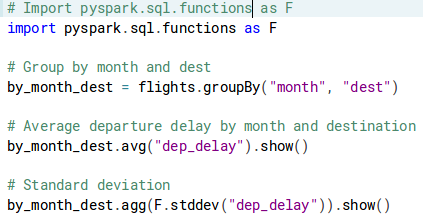 # Import pyspark.sql.functions as F
import pyspark.sql.functions as F
# Group by month and dest
by_month_dest = flights.groupBy("month", "dest")
# Average departure delay by month and destination
by_month_dest.avg("dep_delay").show()
# Standard deviation
by_month_dest.agg(F.stddev("dep_delay")).show()